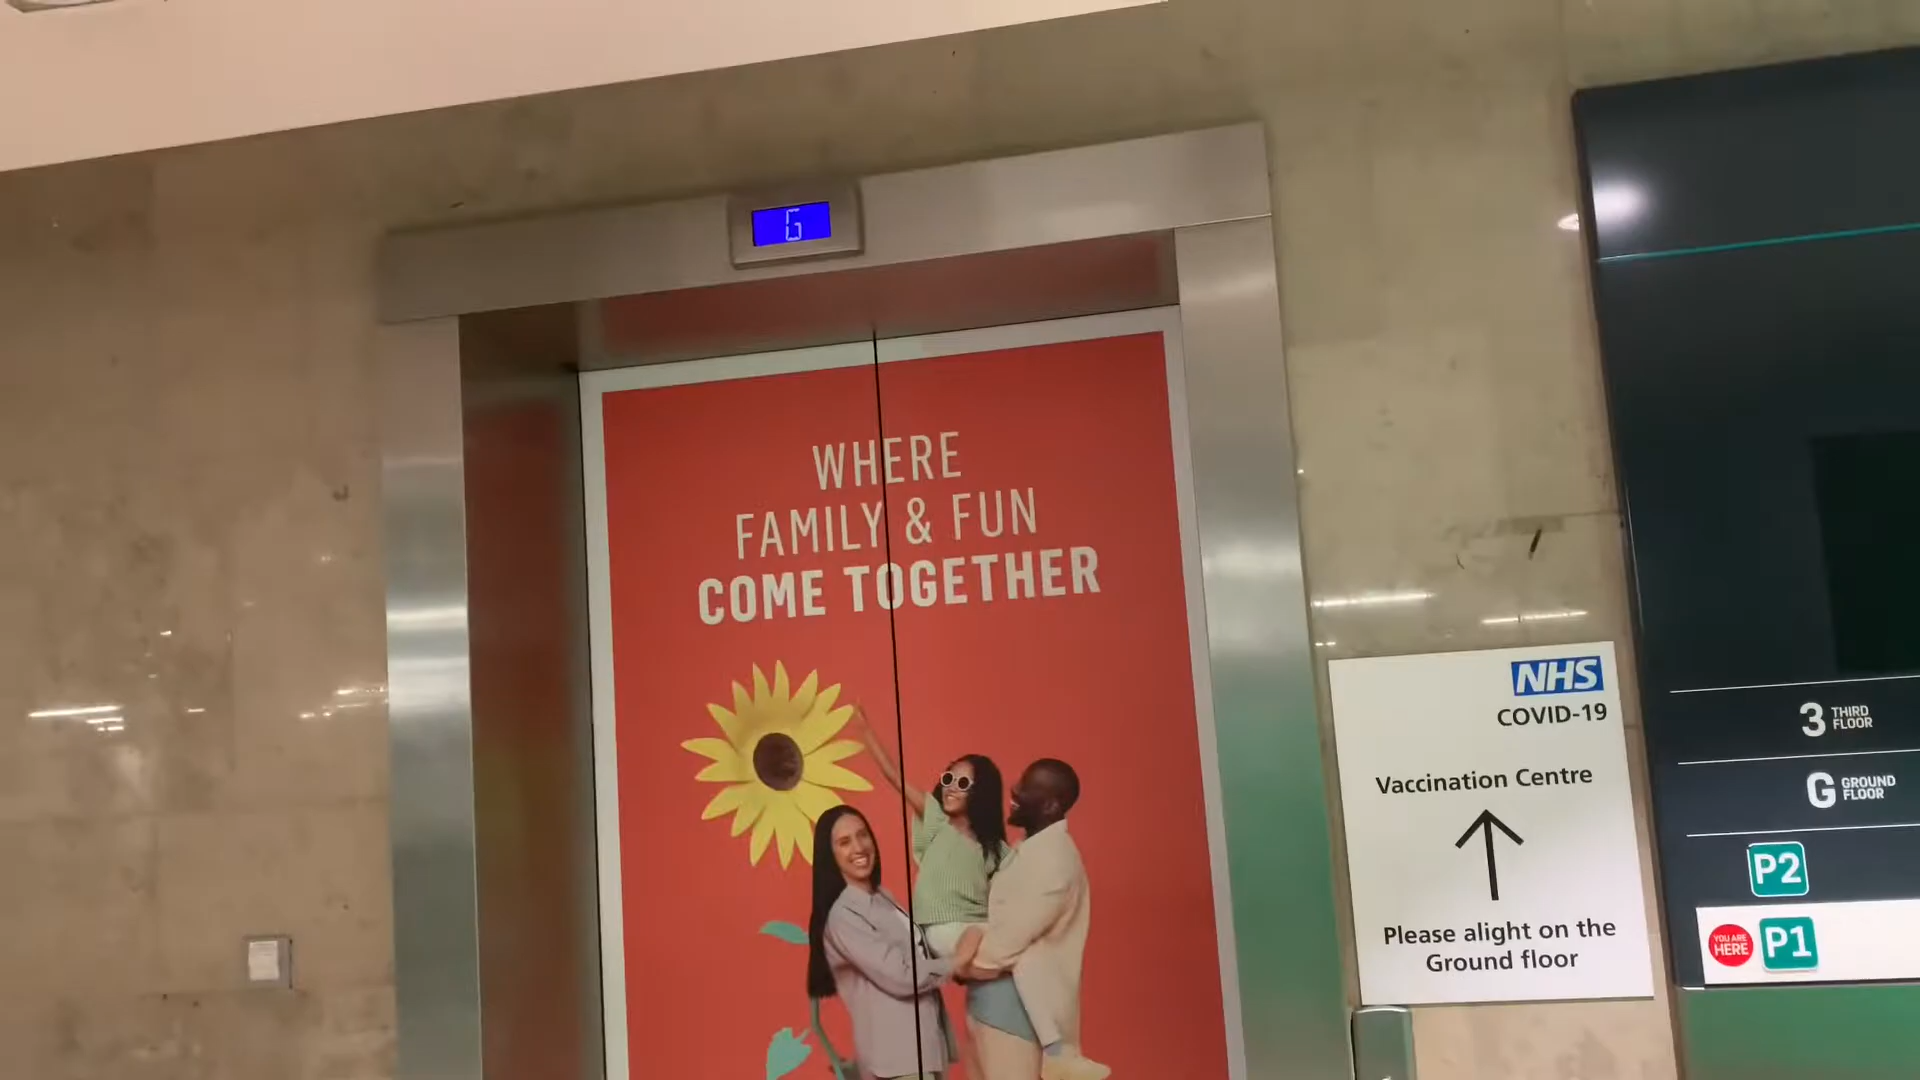 G
WHERE
FAMILY & FUN
COME TOGETHER
NHS
COVID-19
Vaccination Centre
Please alight on the
Ground floor
3 THIRD FLOOR
G GROUND FLOOR
P2
YOU ARE HERE P1